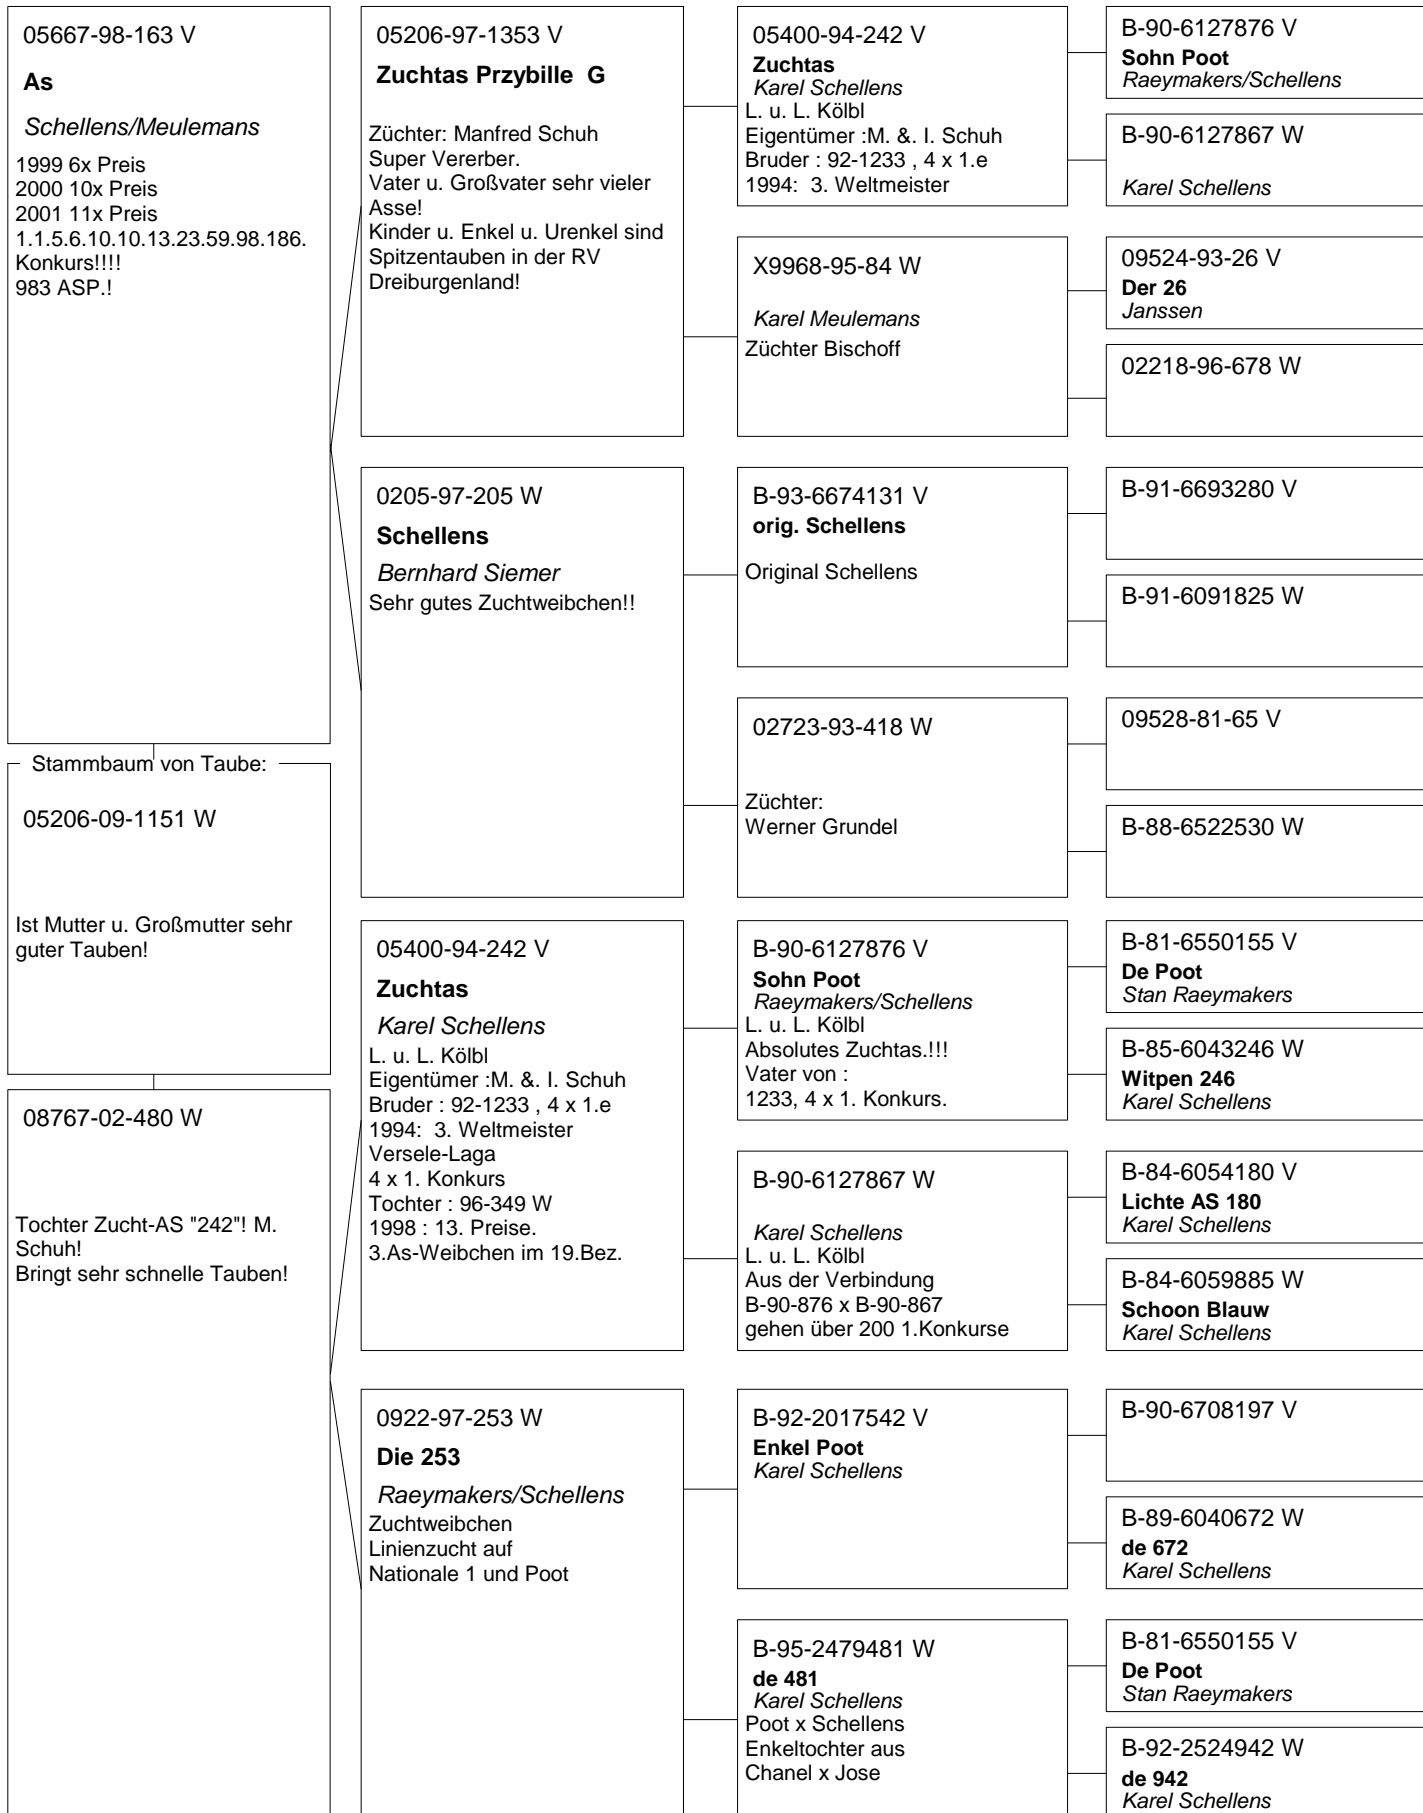 05667-98-163 V
As
Schellens/Meulemans
1999 6x Preis
2000 10x Preis
2001 11x Preis
1.1.5.6.10.10.13.23.59.98.186.
Konkurs!!!!
983 ASP.!
Stammbaum von Taube:
05206-09-1151 W
Ist Mutter u. Großmutter sehr
guter Tauben!
08767-02-480 W
Tochter Zucht-AS "242"! M.
Schuh!
Bringt sehr schnelle Tauben!
05206-97-1353 V
Zuchtas Przybille  G
Züchter: Manfred Schuh
Super Vererber.
Vater u. Großvater sehr vieler
Asse!
Kinder u. Enkel u. Urenkel sind
Spitzentauben in der RV
Dreiburgenland!
0205-97-205 W
Schellens
Bernhard Siemer
Sehr gutes Zuchtweibchen!!
05400-94-242 V
Zuchtas
Karel Schellens
L. u. L. Kölbl
Eigentümer :M. &. I. Schuh
Bruder : 92-1233 , 4 x 1.e
1994:  3. Weltmeister
Versele-Laga
4 x 1. Konkurs
Tochter : 96-349 W
1998 : 13. Preise.
3.As-Weibchen im 19.Bez.
0922-97-253 W
Die 253
Raeymakers/Schellens
Zuchtweibchen
Linienzucht auf
Nationale 1 und Poot
05400-94-242 V
Zuchtas
Karel Schellens
L. u. L. Kölbl
Eigentümer :M. &. I. Schuh
Bruder : 92-1233 , 4 x 1.e
1994:  3. Weltmeister
X9968-95-84 W
Karel Meulemans
Züchter Bischoff
B-93-6674131 V
orig. Schellens
Original Schellens
02723-93-418 W
Züchter:
Werner Grundel
B-90-6127876 V
Sohn Poot
Raeymakers/Schellens
L. u. L. Kölbl
Absolutes Zuchtas.!!!
Vater von :
1233, 4 x 1. Konkurs.
B-90-6127867 W
Karel Schellens
L. u. L. Kölbl
Aus der Verbindung
B-90-876 x B-90-867
gehen über 200 1.Konkurse
B-92-2017542 V
Enkel Poot
Karel Schellens
B-95-2479481 W
de 481
Karel Schellens
Poot x Schellens
Enkeltochter aus
Chanel x Jose
B-90-6127876 V
Sohn Poot
Raeymakers/Schellens
B-90-6127867 W
Karel Schellens
09524-93-26 V
Der 26
Janssen
02218-96-678 W
B-91-6693280 V
B-91-6091825 W
09528-81-65 V
B-88-6522530 W
B-81-6550155 V
De Poot
Stan Raeymakers
B-85-6043246 W
Witpen 246
Karel Schellens
B-84-6054180 V
Lichte AS 180
Karel Schellens
B-84-6059885 W
Schoon Blauw
Karel Schellens
B-90-6708197 V
B-89-6040672 W
de 672
Karel Schellens
B-81-6550155 V
De Poot
Stan Raeymakers
B-92-2524942 W
de 942
Karel Schellens